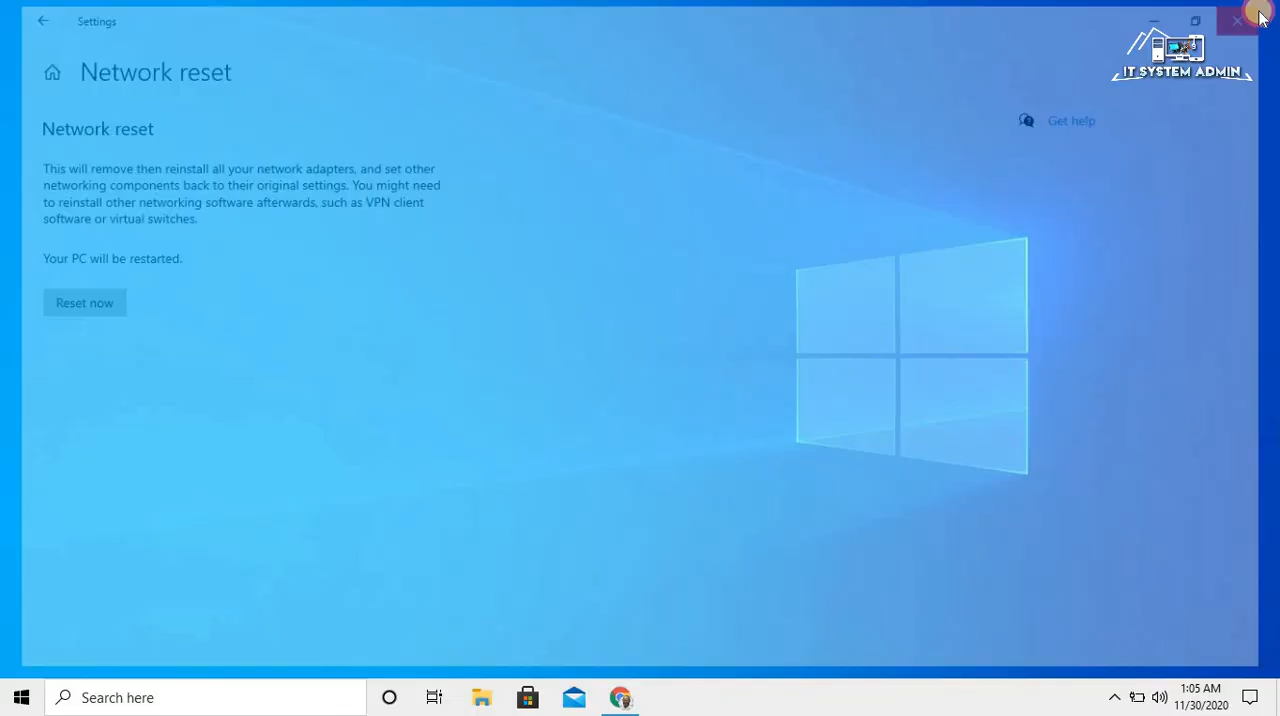 Settings
IT SYSTEM ADMIN
Network reset
Get help
Network reset
This will remove then reinstall all your network adapters, and set other
networking components back to their original settings. You might need
to reinstall other networking software afterwards, such as VPN client
software or virtual switches.
Your PC will be restarted.
Reset now
Search here
1:05 AM
11/30/2020